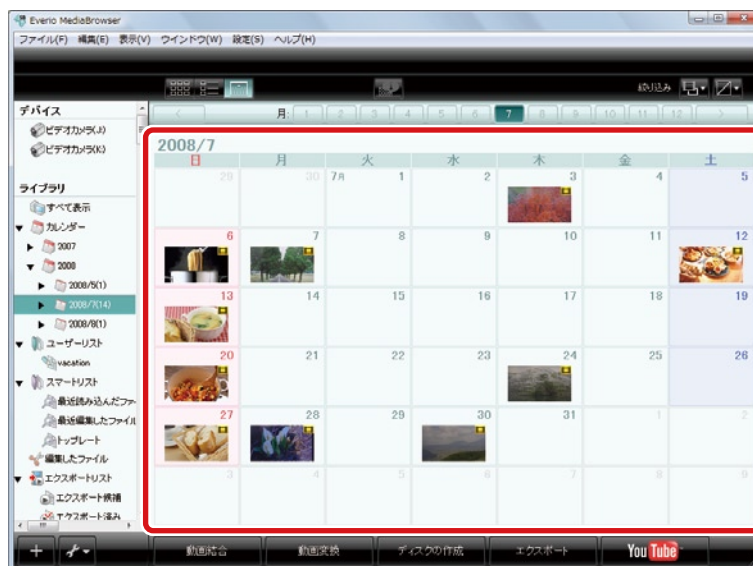 Everio MediaBrowser
ファイル(F) 編集(E) 表示(V) ウインドウ(W) 設定(S) ヘルプ(H)
絞り込み
デバイス
ビデオカメラ(J)
ビデオカメラ(K)
ライブラリ
すべて表示
カレンダー
2007
2008
2008/5(1)
2008/7(14)
2008/8(1)
ユーザーリスト
vacation
スマートリスト
最近読み込んだファ
最近編集したファイル
トップレート
編集したファイル
エクスポートリスト
エクスポート候補
エクスポート済み
月: 1 2 3 4 5 6 7 8 9 10 11 12
2008/7
日 月 火 水 木 金 土
29 30 7月 1 2 3 4 5
6 7 8 9 10 11 12
13 14 15 16 17 18 19
20 21 22 23 24 25 26
27 28 29 30 31 1 2
3 4 5 6 7 8 9
動画結合 動画変換 ディスクの作成 エクスポート YouTube